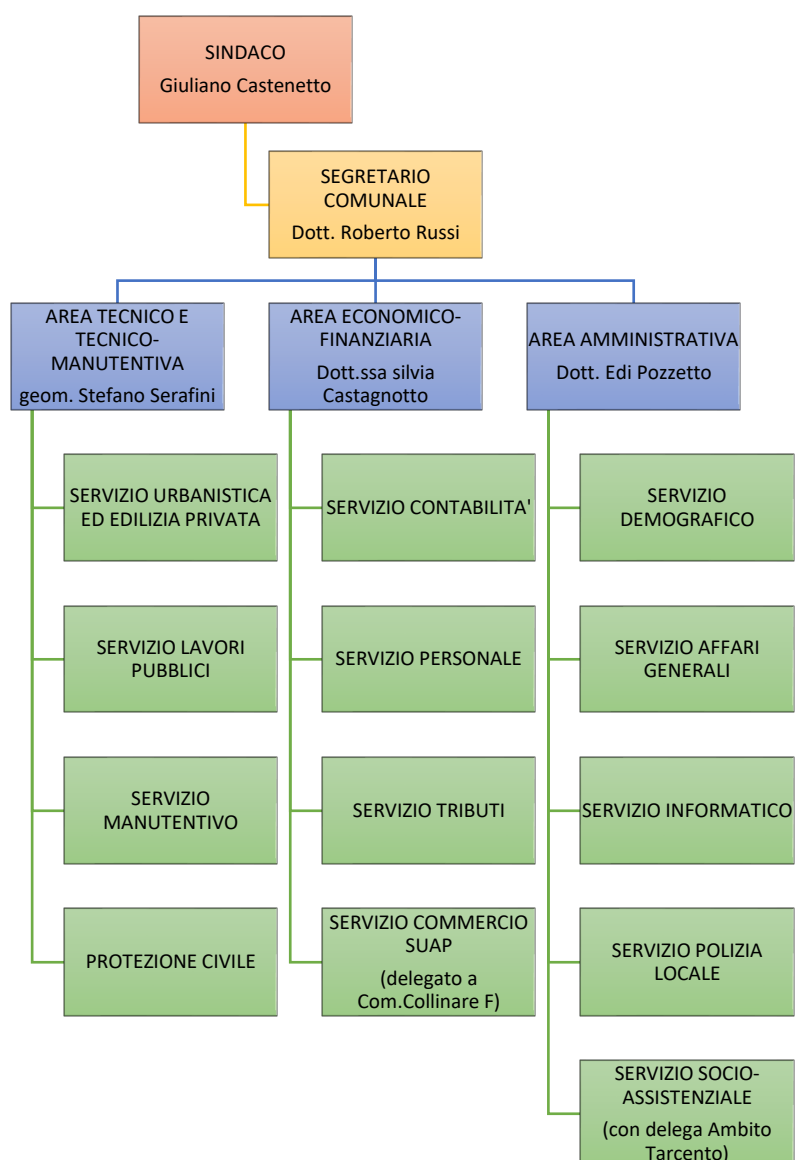 SINDACO
Giuliano Castenetto
SEGRETARIO
COMUNALE
Dott. Roberto Russi
AREA TECNICO E
TECNICO-
MANUTENTIVA
geom. Stefano Serafini
SERVIZIO URBANISTICA
ED EDILIZIA PRIVATA
SERVIZIO LAVORI
PUBBLICI
SERVIZIO
MANUTENTIVO
PROTEZIONE CIVILE
AREA ECONOMICO-
FINANZIARIA
Dott.ssa silvia
Castagnotto
SERVIZIO CONTABILITA'
SERVIZIO PERSONALE
SERVIZIO TRIBUTI
SERVIZIO COMMERCIO
SUAP
(delegato a
Com.Collinare F)
AREA AMMINISTRATIVA
Dott. Edi Pozzetto
SERVIZIO
DEMOGRAFICO
SERVIZIO AFFARI
GENERALI
SERVIZIO INFORMATICO
SERVIZIO POLIZIA
LOCALE
SERVIZIO SOCIO-
ASSISTENZIALE
(con delega Ambito
Tarcento)